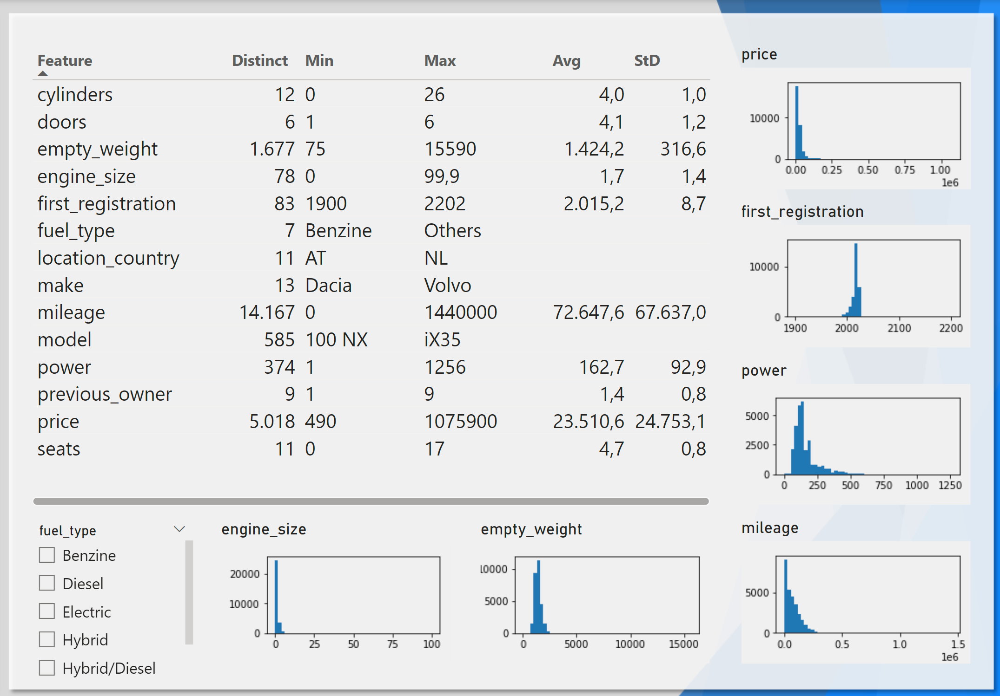 Feature Distinct Min Max Avg StD
cylinders 12 0 26 4,0 1,0
doors 6 1 6 4,1 1,2
empty_weight 1.677 75 15590 1.424,2 316,6
engine_size 78 0 99,9 1,7 1,4
first_registration 83 1900 2202 2.015,2 8,7
fuel_type 7 Benzine Others
location_country 11 AT NL
make 13 Dacia Volvo
mileage 14.167 0 1440000 72.647,6 67.637,0
model 585 100 NX iX35
power 374 1 1256 162,7 92,9
previous_owner 9 1 9 1,4 0,8
price 5.018 490 1075900 23.510,6 24.753,1
seats 11 0 17 4,7 0,8
price
10000
0
0.00 0.25 0.50 0.75 1.00
1e6
first_registration
10000
0
1900 2000 2100 2200
power
5000
2500
0
0 250 500 750 1000 1250
fuel_type
Benzine
Diesel
Electric
Hybrid
Hybrid/Diesel
engine_size
20000
10000
0
0 25 50 75 100
empty_weight
10000
5000
0
0 5000 10000 15000
mileage
5000
0
0.0 0.5 1.0 1.5
1e6